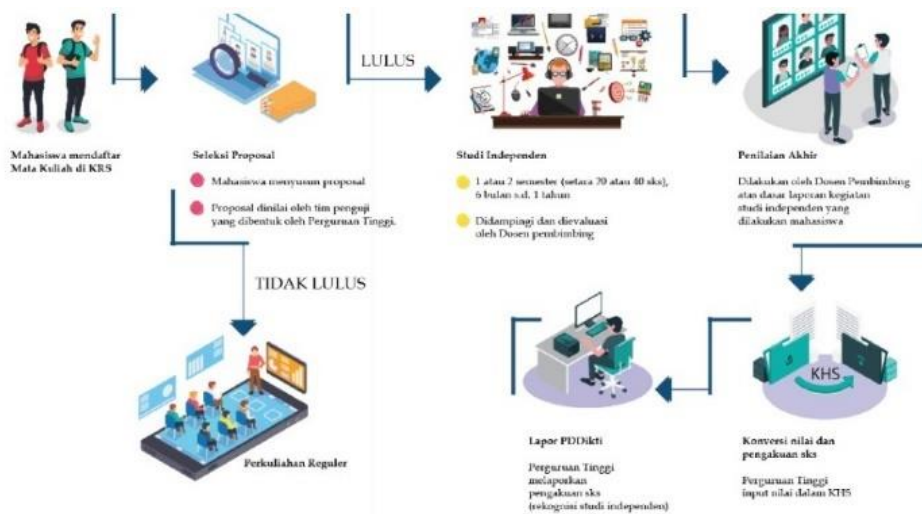 LULUS
Mahasiswa mendaftar
Mata Kuliah di KRS
Seleksi Proposal
Mahasiswa menyusun proposal
Proposal dinilai oleh tim penguji
yang dibentuk oleh Perguruan Tinggi.
Studi Independen
1 atau 2 semester (setara 20 atau 40 sks),
6 bulan s.d. 1 tahun
Didampingi dan dievaluasi
oleh Dosen pembimbing
Penilaian Akhir
Dilakukan oleh Dosen Pembimbing
atas dasar laporan kegiatan
studi independen yang
dilakukan mahasiswa
TIDAK LULUS
Perkuliahan Reguler
KHS
Lapor PDDikti
Perguruan Tinggi
melaporkan
pengakuan sks
(rekognisi studi independen)
Konversi nilai dan
pengakuan sks
Perguruan Tinggi
input nilai dalam KHS